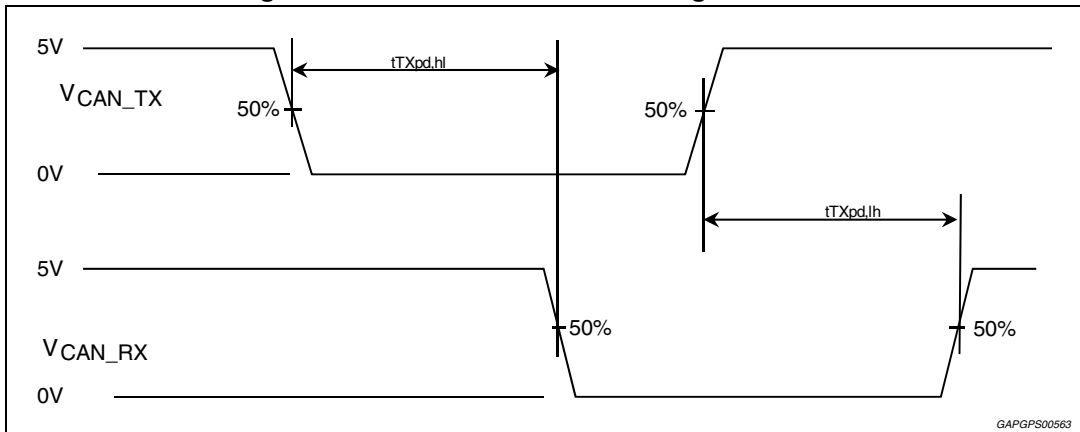 5V
tTXpd,hl
VCAN_TX
50%
50%
0V
tTXpd,lh
5V
50%
50%
VCAN_RX
0V
GAPGPS00563